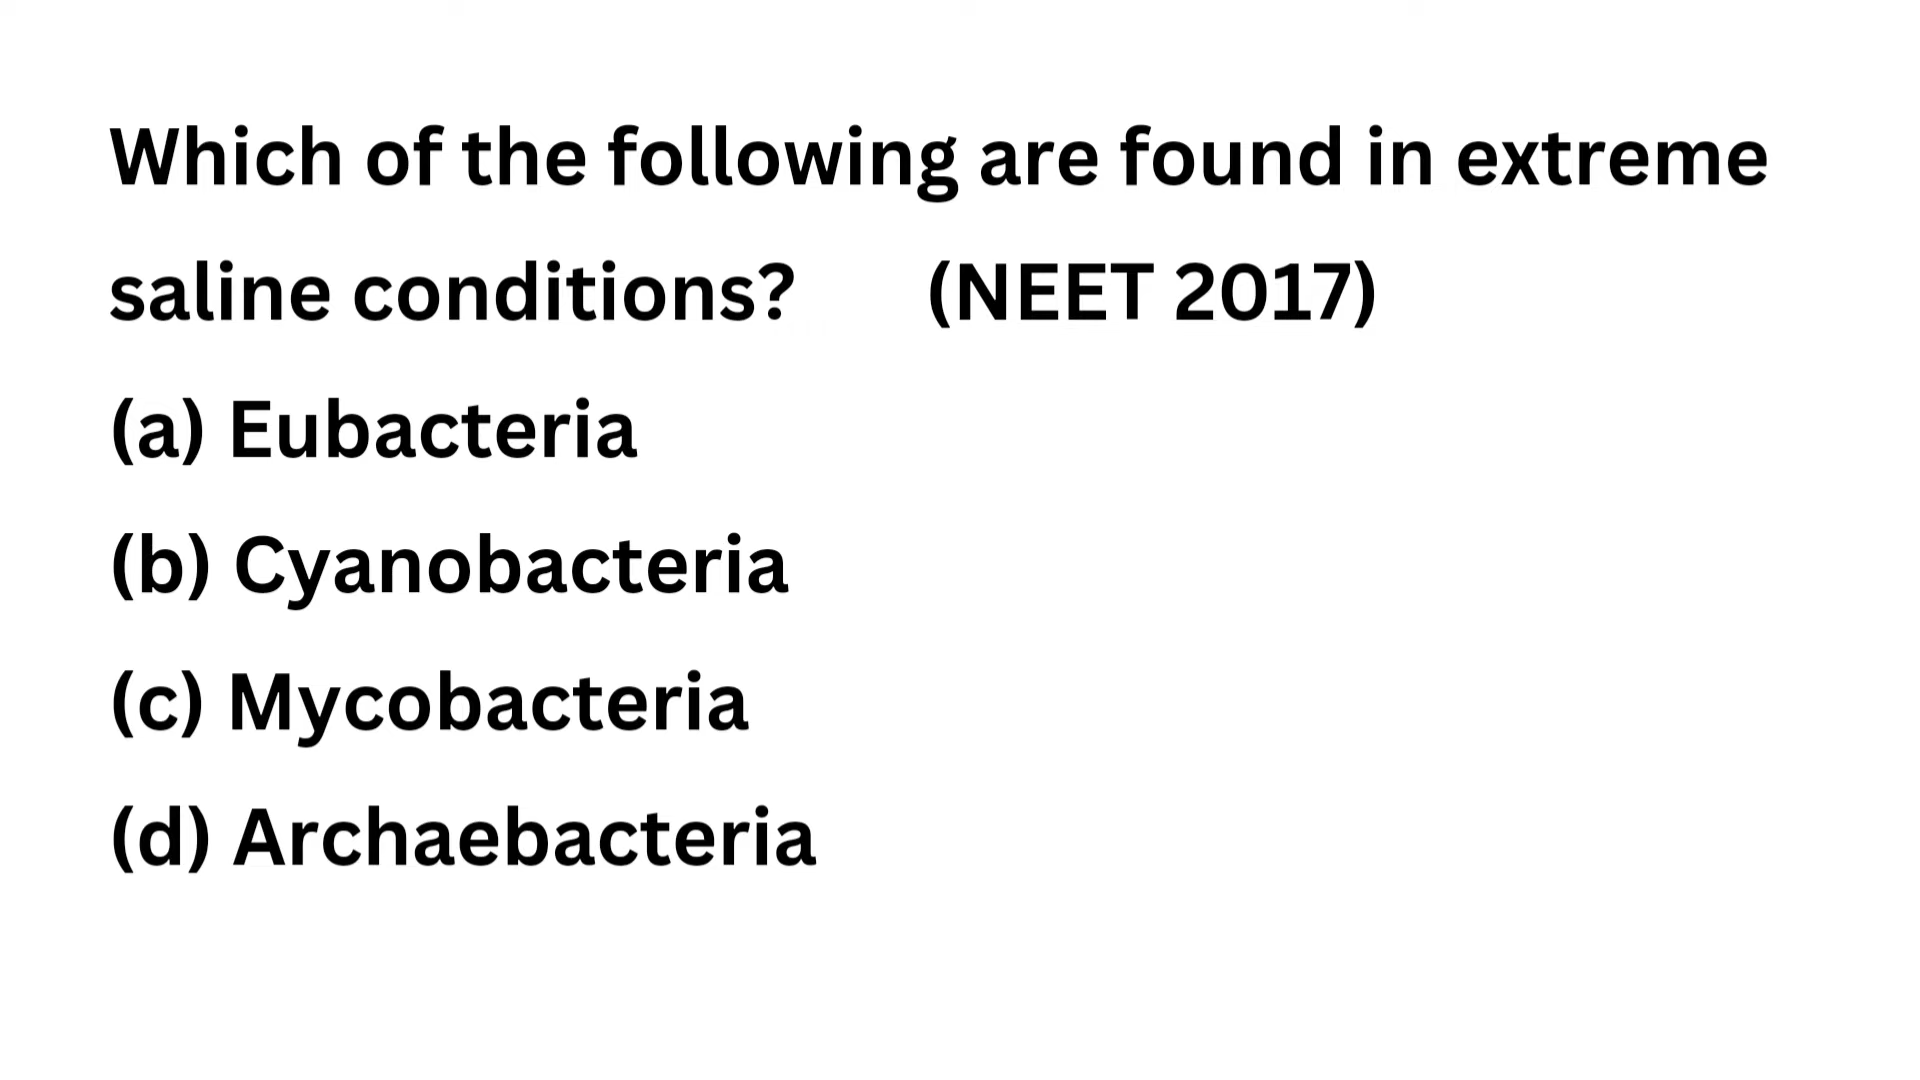 Which of the following are found in extreme
saline conditions? (NEET 2017)
(a) Eubacteria
(b) Cyanobacteria
(c) Mycobacteria
(d) Archaebacteria